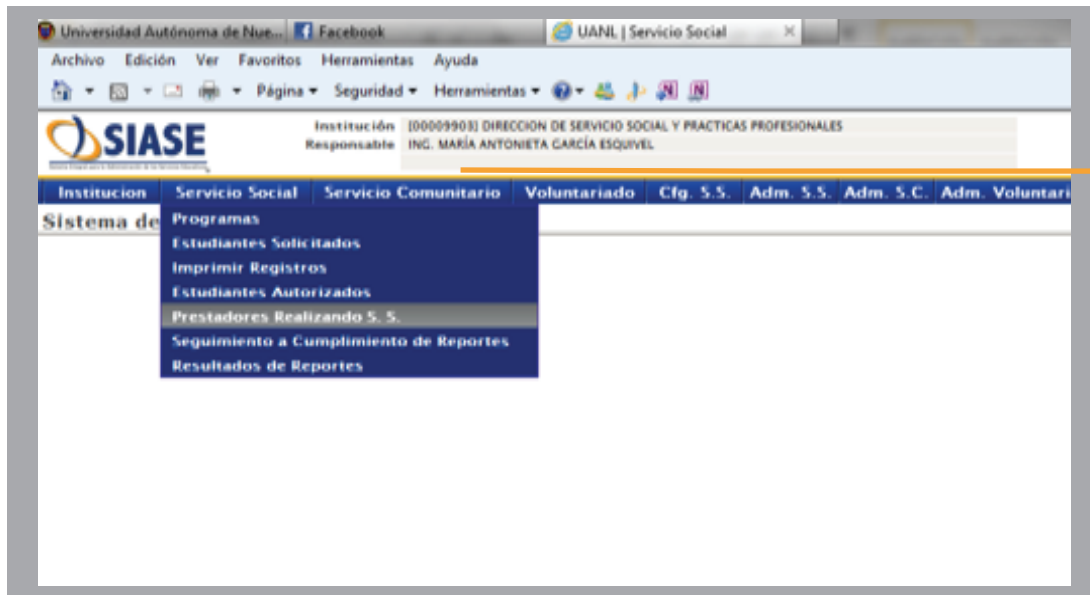 Universidad Autónoma de Nue... Facebook UANL | Servicio Social
Archivo Edición Ver Favoritos Herramientas Ayuda
Página Seguridad Herramientas
SIASE
Institución [00009903] DIRECCION DE SERVICIO SOCIAL Y PRACTICAS PROFESIONALES
Responsable ING. MARÍA ANTONIETA GARCÍA ESQUIVEL
Institucion Servicio Social Servicio Comunitario Voluntariado Cfg. S.S. Adm. S.S. Adm. S.C. Adm. Voluntari
Sistema de
Programas
Estudiantes Solicitados
Imprimir Registros
Estudiantes Autorizados
Prestadores Realizando S. S.
Seguimiento a Cumplimiento de Reportes
Resultados de Reportes